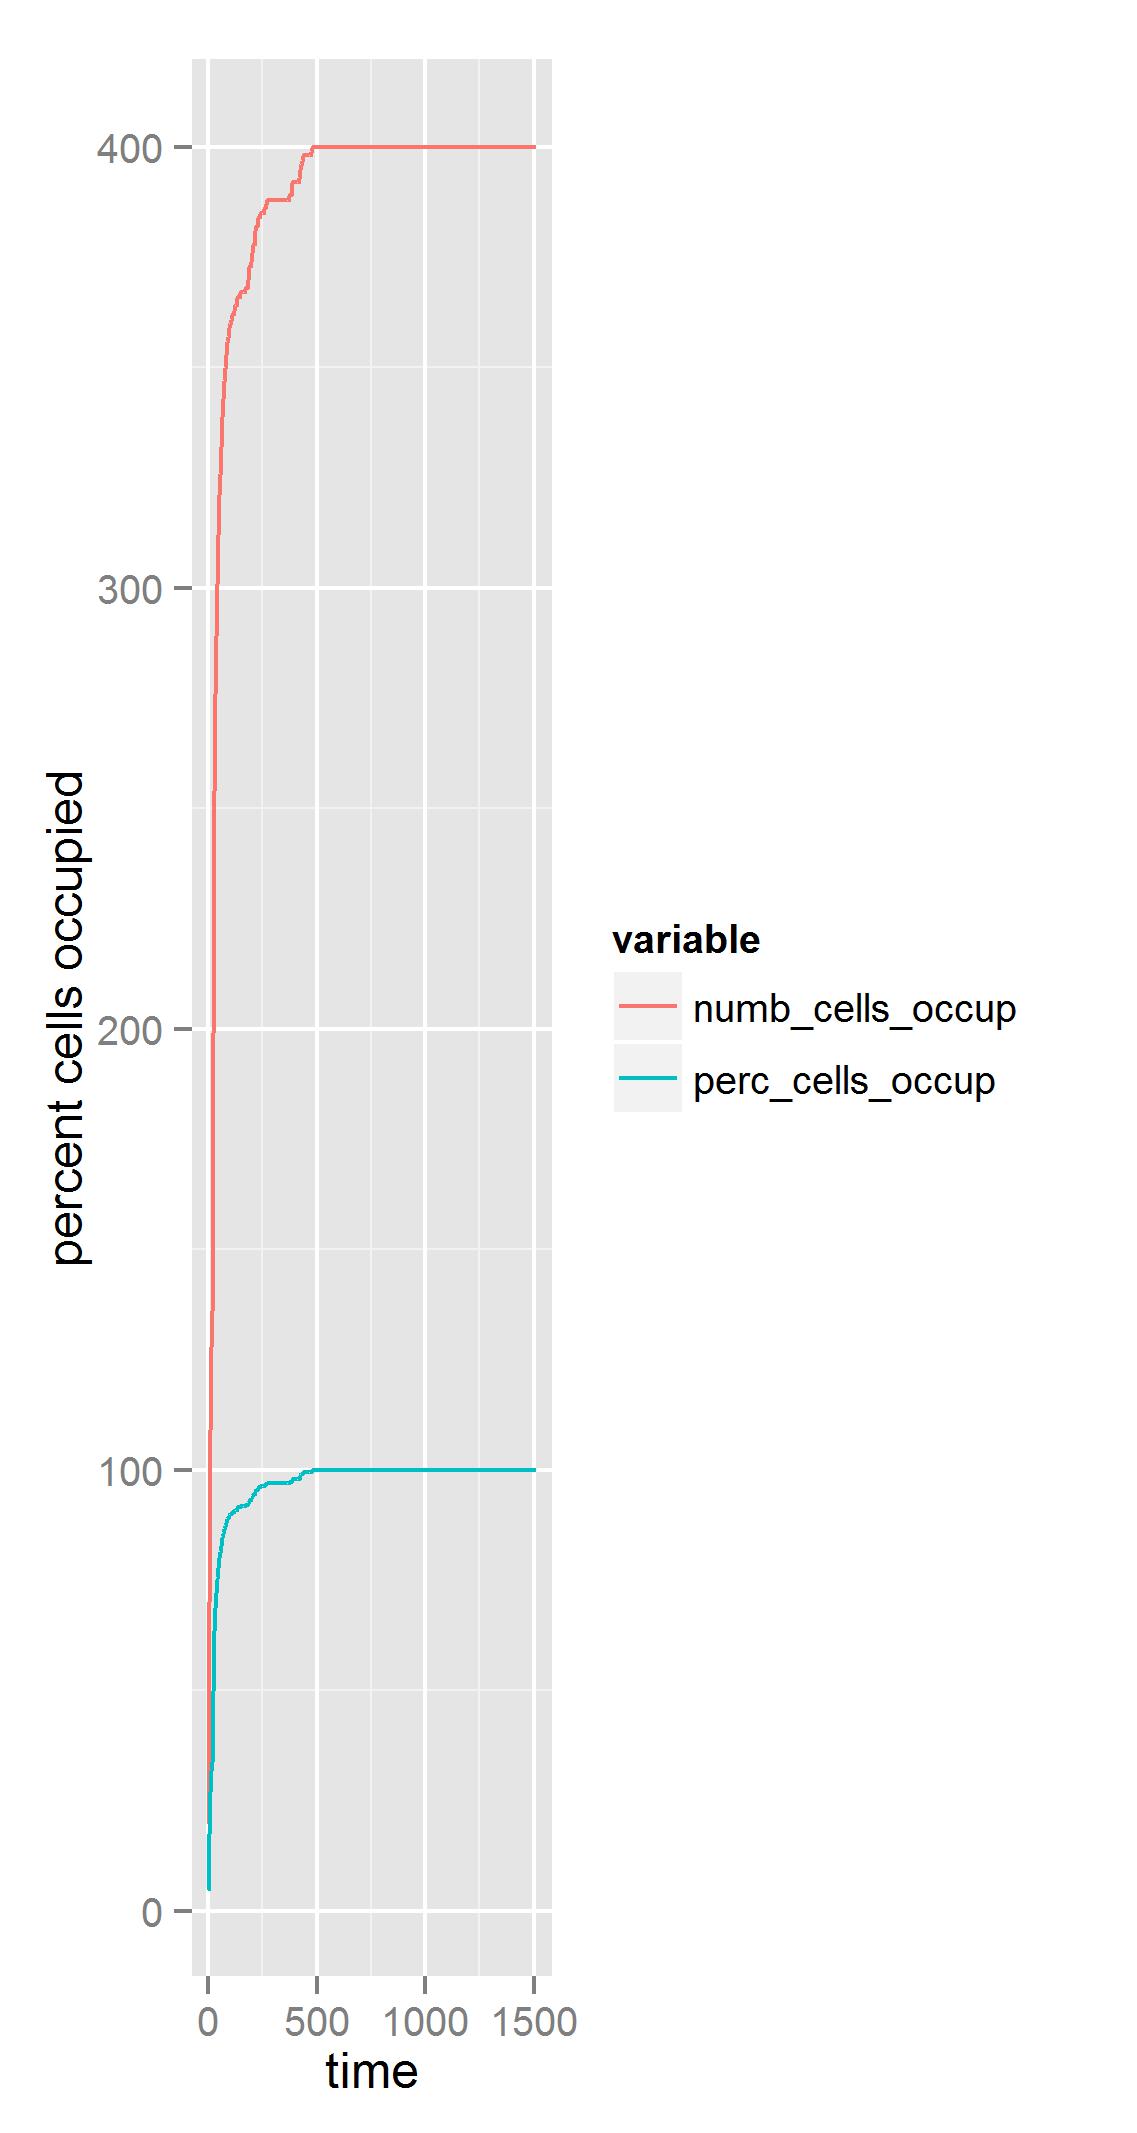 400
300
200
100
0
percent cells occupied
0 500 1000 1500
time
variable
numb_cells_occup
perc_cells_occup